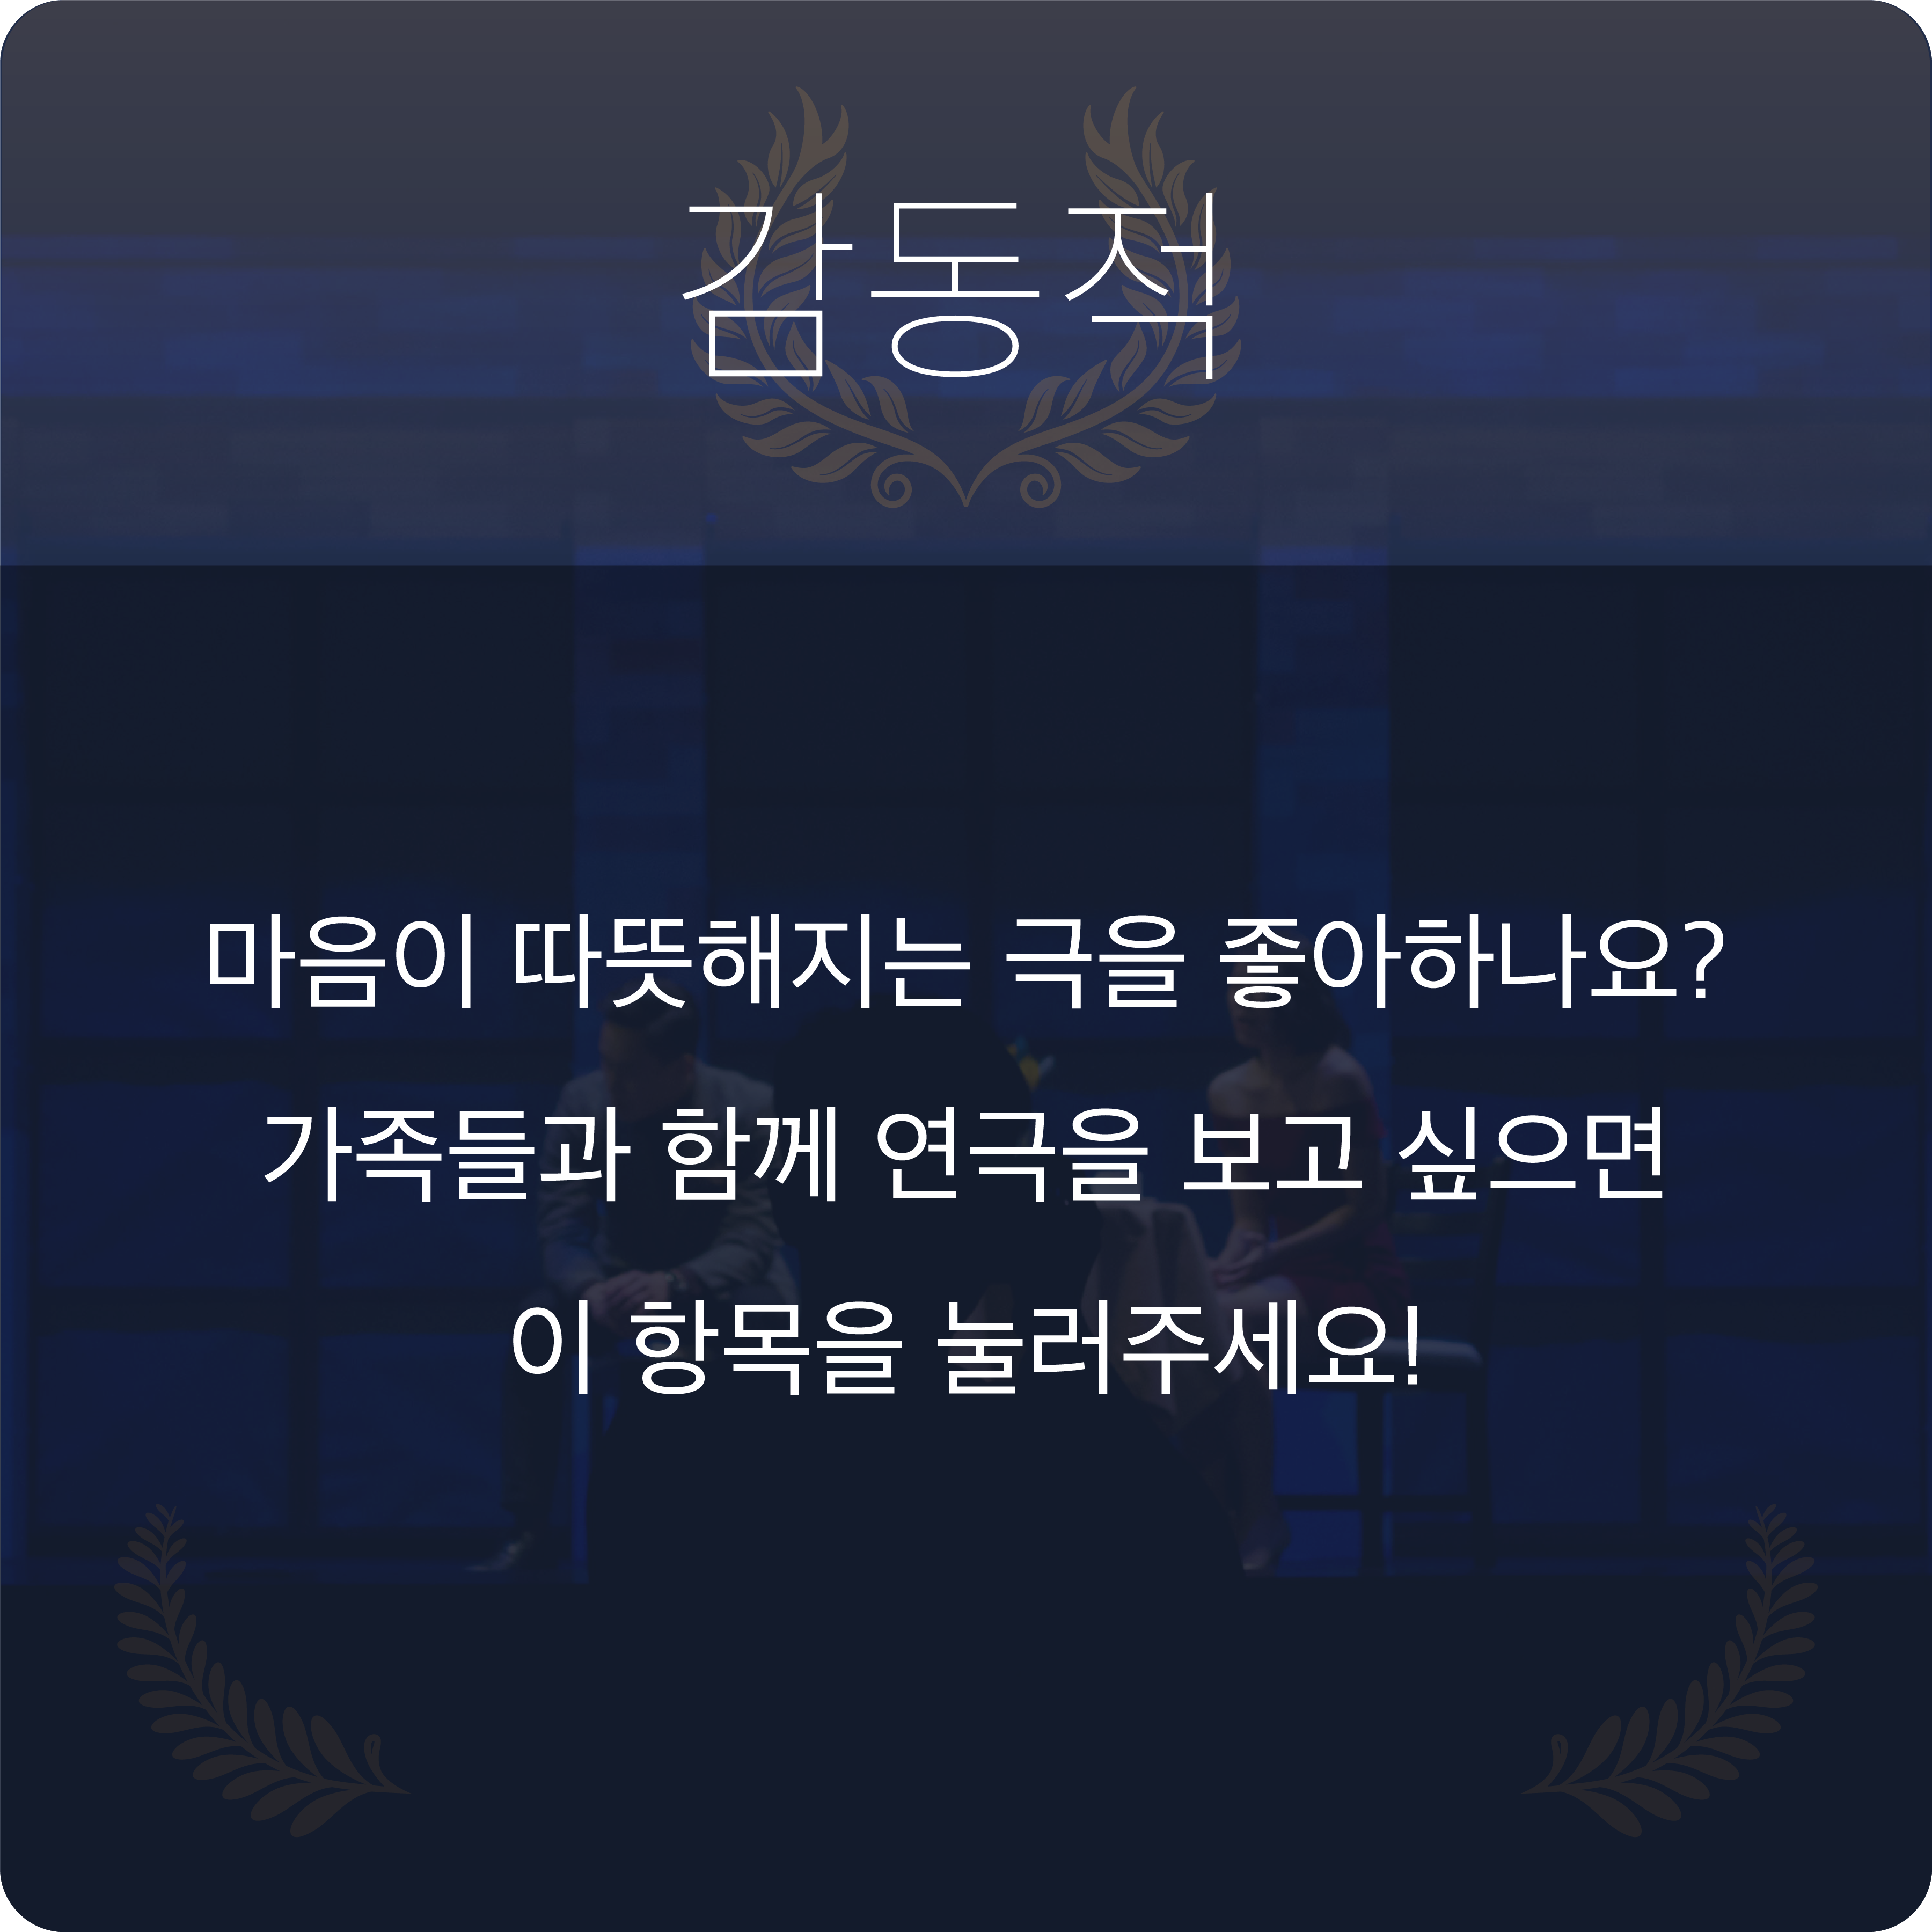 감동적
마음이 따뜻해지는 극을 좋아하나요?
가족들과 함께 연극을 보고 싶으면
이 항목을 눌러주세요!